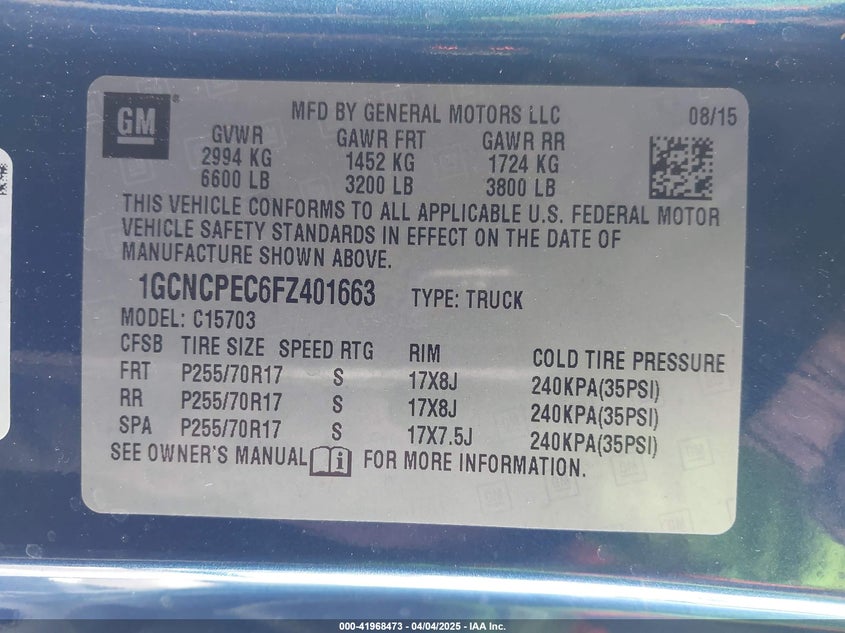 GM
MFD BY GENERAL MOTORS LLC 08/15
GVWR GAWR FRT GAWR RR
2994 KG 1452 KG 1724 KG
6600 LB 3200 LB 3800 LB
THIS VEHICLE CONFORMS TO ALL APPLICABLE U.S. FEDERAL MOTOR
VEHICLE SAFETY STANDARDS IN EFFECT ON THE DATE OF
MANUFACTURE SHOWN ABOVE.
1GCNCPEC6FZ401663 TYPE: TRUCK
MODEL: C15703
CFSB TIRE SIZE SPEED RTG RIM COLD TIRE PRESSURE
FRT P255/70R17 S 17X8J 240KPA(35PSI)
RR P255/70R17 S 17X8J 240KPA(35PSI)
SPA P255/70R17 S 17X7.5J 240KPA(35PSI)
SEE OWNER'S MANUAL FOR MORE INFORMATION.
000-41968473 - 04/04/2025 - IAA Inc.